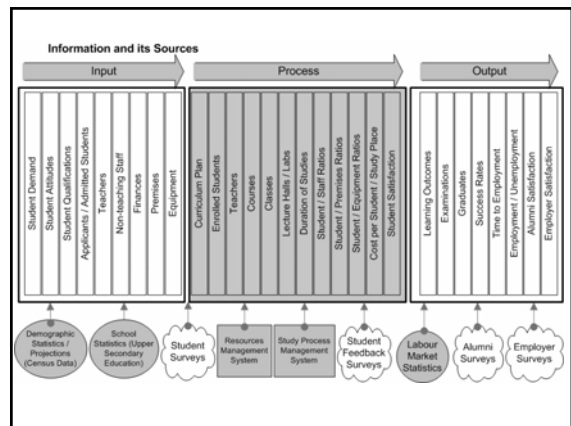 Information and its Sources
Input
Process
Output
Student Demand
Student Attitudes
Student Qualifications
Applicants / Admitted Students
Teachers
Non-teaching Staff
Finances
Premises
Equipment
Curriculum Plan
Enrolled Students
Teachers
Courses
Classes
Lecture Halls / Labs
Duration of Studies
Student / Staff Ratios
Student / Premises Ratios
Student / Equipment Ratios
Cost per Student / Study Place
Student Satisfaction
Learning Outcomes
Examinations
Graduates
Success Rates
Time to Employment
Employment / Unemployment
Alumni Satisfaction
Employer Satisfaction
Demographic
Statistics /
Projections
(Census Data)
School
Statistics (Upper
Secondary
Education)
Student
Surveys
Resources
Management
System
Study Process
Management
System
Student
Feedback
Surveys
Labour
Market
Statistics
Alumni
Surveys
Employer
Surveys